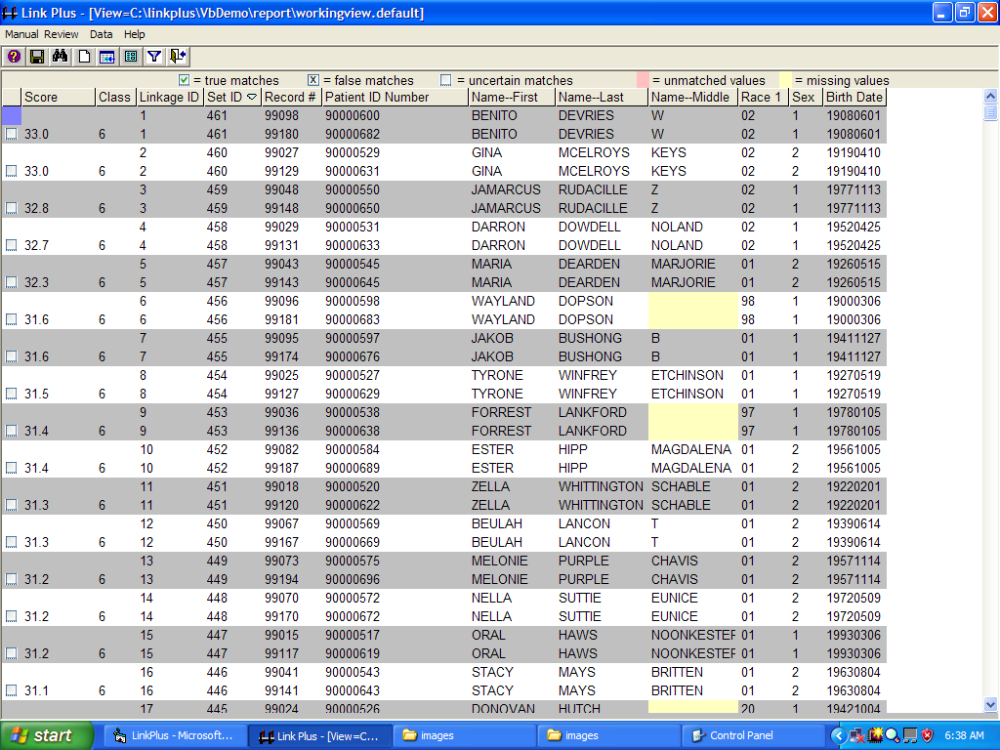 Link Plus - [View=C:\linkplus\VbDemo\report\workingview.default]
Manual Review Data Help
= true matches X = false matches = uncertain matches = unmatched values = missing values
Score Class Linkage ID Set ID Record # Patient ID Number Name--First Name--Last Name--Middle Race 1 Sex Birth Date
1 461 99098 90000600 BENITO DEVRIES W 02 1 19080601
33.0 6 1 461 99180 90000682 BENITO DEVRIES W 02 1 19080601
2 460 99027 90000529 GINA MCELROYS KEYS 02 2 19190410
33.0 6 2 460 99129 90000631 GINA MCELROYS KEYS 02 2 19190410
3 459 99048 90000550 JAMARCUS RUDACILLE Z 02 1 19771113
32.8 6 3 459 99148 90000650 JAMARCUS RUDACILLE Z 02 1 19771113
4 458 99029 90000531 DARRON DOWDELL NOLAND 02 1 19520425
32.7 6 4 458 99131 90000633 DARRON DOWDELL NOLAND 02 1 19520425
5 457 99043 90000545 MARIA DEARDEN MARJORIE 01 2 19260515
32.3 6 5 457 99143 90000645 MARIA DEARDEN MARJORIE 01 2 19260515
6 456 99096 90000598 WAYLAND DOPSON 98 1 19000306
31.6 6 6 456 99181 90000683 WAYLAND DOPSON 98 1 19000306
7 455 99095 90000597 JAKOB BUSHONG B 01 1 19411127
31.6 6 7 455 99174 90000676 JAKOB BUSHONG B 01 1 19411127
8 454 99025 90000527 TYRONE WINFREY ETCHINSON 01 1 19270519
31.5 6 8 454 99127 90000629 TYRONE WINFREY ETCHINSON 01 1 19270519
9 453 99036 90000538 FORREST LANKFORD 97 1 19780105
31.4 6 9 453 99136 90000638 FORREST LANKFORD 97 1 19780105
10 452 99082 90000584 ESTER HIPP MAGDALENA 01 2 19561005
31.4 6 10 452 99187 90000689 ESTER HIPP MAGDALENA 01 2 19561005
11 451 99018 90000520 ZELLA WHITTINGTON SCHABLE 01 2 19220201
31.3 6 11 451 99120 90000622 ZELLA WHITTINGTON SCHABLE 01 2 19220201
12 450 99067 90000569 BEULAH LANCON T 01 2 19390614
31.3 6 12 450 99167 90000669 BEULAH LANCON T 01 2 19390614
13 449 99073 90000575 MELONIE PURPLE CHAVIS 01 2 19571114
31.2 6 13 449 99194 90000696 MELONIE PURPLE CHAVIS 01 2 19571114
14 448 99070 90000572 NELLA SUTTIE EUNICE 01 2 19720509
31.2 6 14 448 99170 90000672 NELLA SUTTIE EUNICE 01 2 19720509
15 447 99015 90000517 ORAL HAWS NOONKESTER 01 1 19930306
31.2 6 15 447 99117 90000619 ORAL HAWS NOONKESTER 01 1 19930306
16 446 99041 90000543 STACY MAYS BRITTEN 01 2 19630804
31.1 6 16 446 99141 90000643 STACY MAYS BRITTEN 01 2 19630804
17 445 99024 90000526 DONOVAN HUTCH 20 1 19421004
start LinkPlus - Microsoft... Link Plus - [View=C... images images Control Panel 6:38 AM